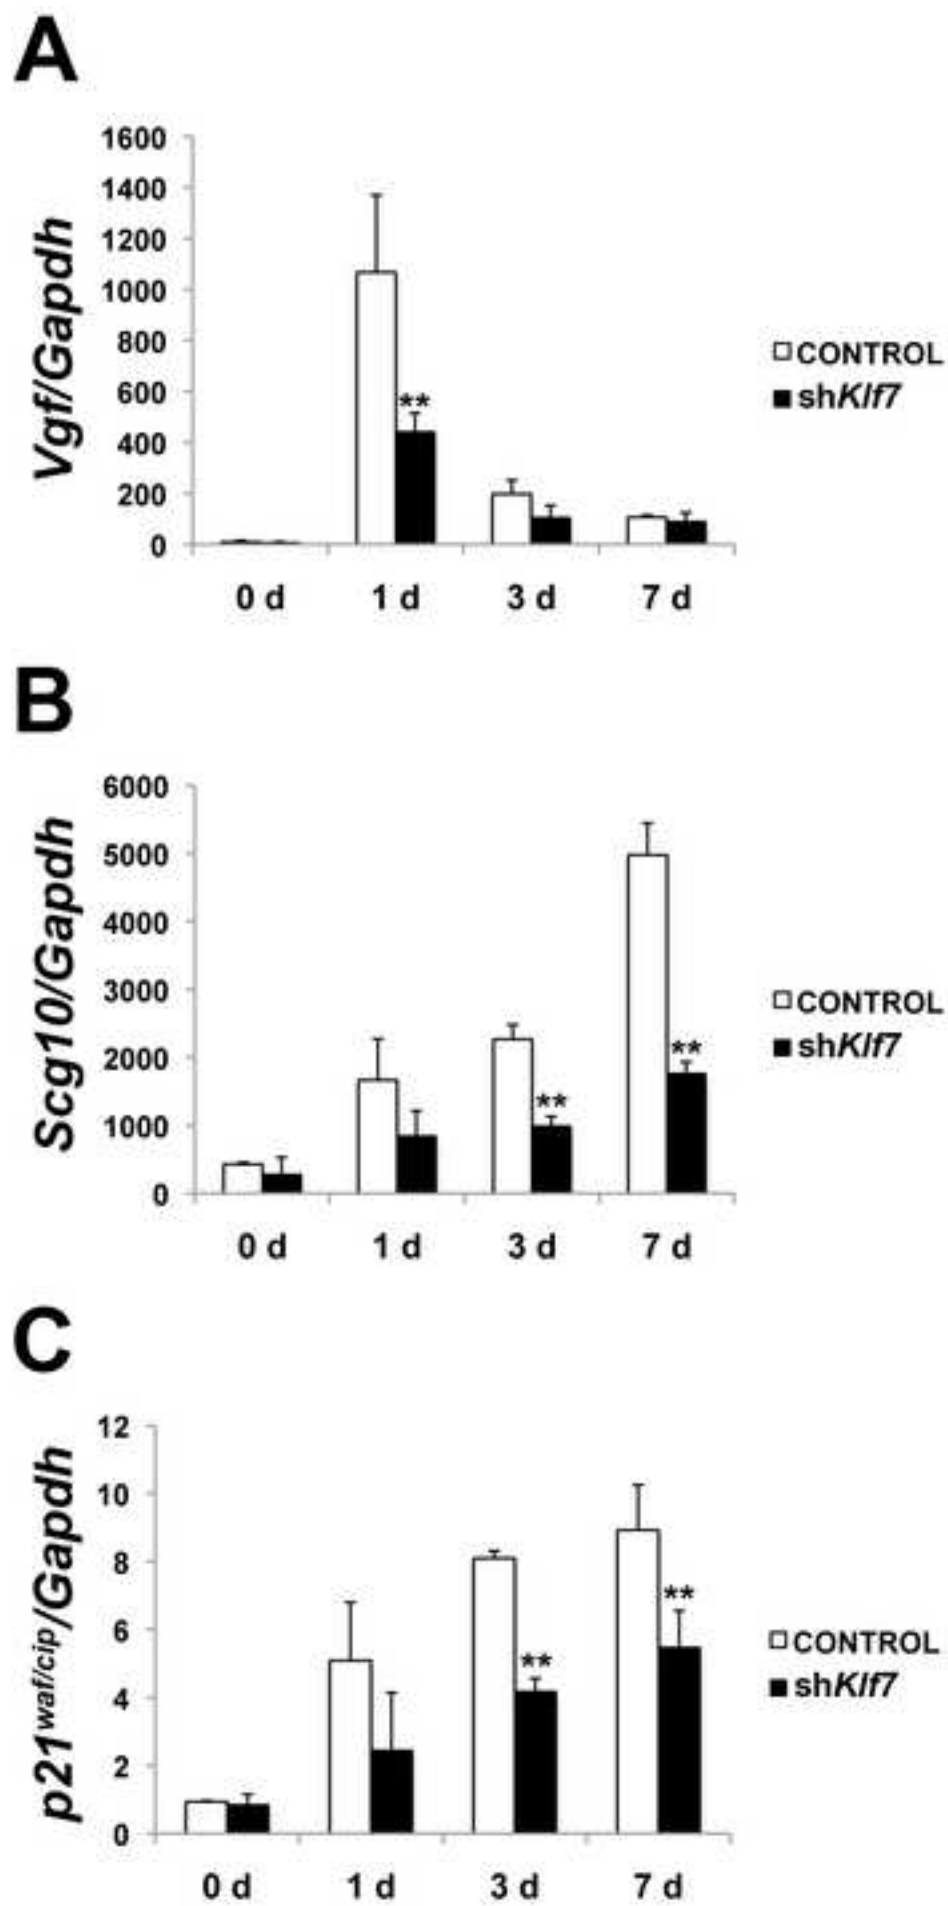 A
Vgf/Gapdh
1600
1400
1200
1000
800
600
400
200
0
**
0 d 1 d 3 d 7 d
CONTROL
shKlf7
B
Scg10/Gapdh
6000
5000
4000
3000
2000
1000
0
**
**
0 d 1 d 3 d 7 d
CONTROL
shKlf7
C
p21waf/cip/Gapdh
12
10
8
6
4
2
0
**
**
0 d 1 d 3 d 7 d
CONTROL
shKlf7